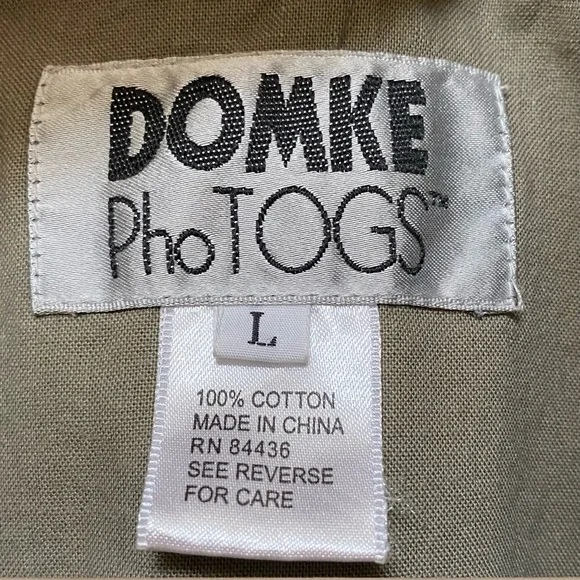 DOMKE
PhoTOGS™
L
100% COTTON
MADE IN CHINA
RN 84436
SEE REVERSE
FOR CARE